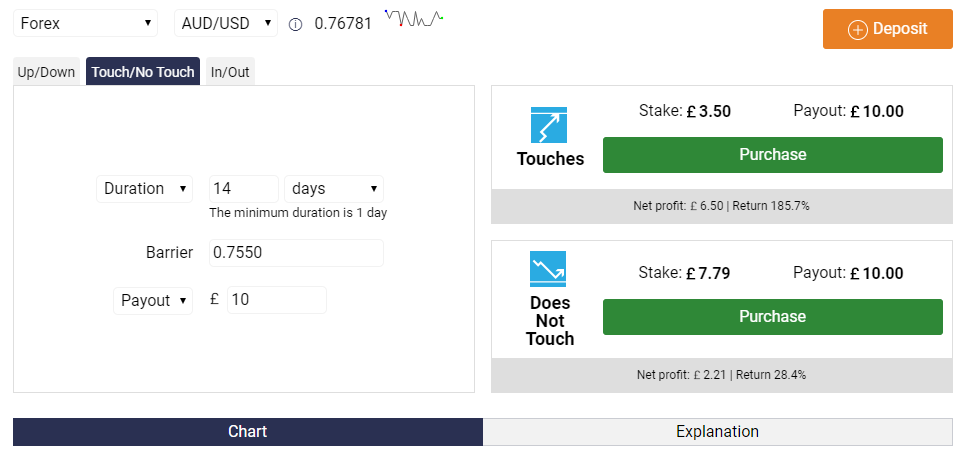 Forex AUD/USD 0.76781
Deposit
Up/Down Touch/No Touch In/Out
Stake: £ 3.50 Payout: £ 10.00
Touches
Purchase
Net profit: £ 6.50 | Return 185.7%
Duration 14 days
The minimum duration is 1 day
Barrier 0.7550
Payout £ 10
Stake: £ 7.79 Payout: £ 10.00
Does
Not
Touch
Purchase
Net profit: £ 2.21 | Return 28.4%
Chart Explanation